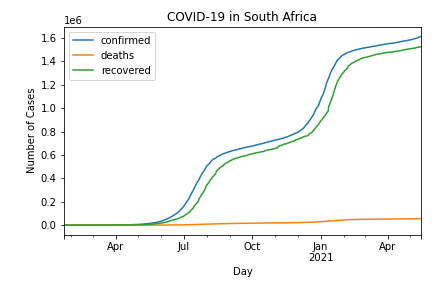 COVID-19 in South Africa
1e6
confirmed
deaths
recovered
Number of Cases
1.6
1.4
1.2
1.0
0.8
0.6
0.4
0.2
0.0
Apr Jul Oct Jan Apr
2021
Day